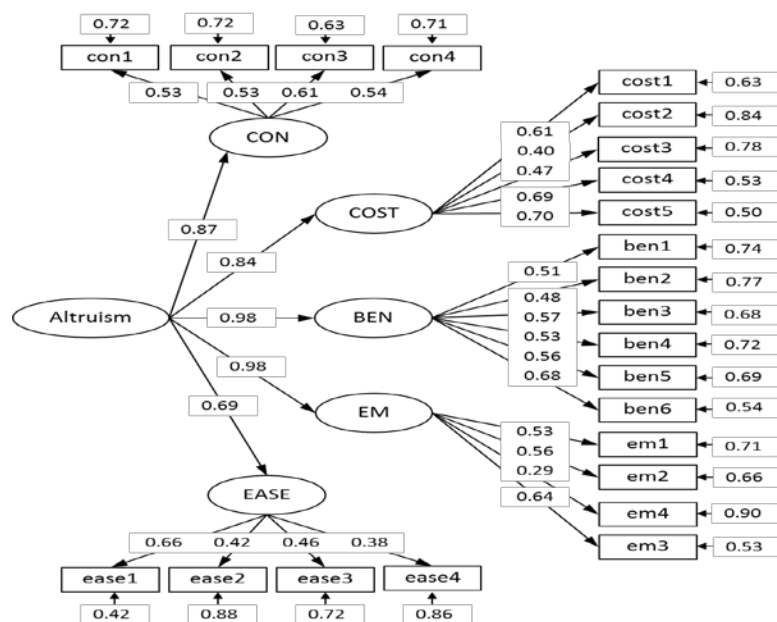 0.72 0.72 0.63 0.71
con1 con2 con3 con4
0.53 0.53 0.61 0.54
CON
cost1 0.63
cost2 0.84
0.61
0.40
cost3 0.78
0.47
cost4 0.53
0.69
COST
0.70
cost5 0.50
0.87
0.84
ben1 0.74
0.51
ben2 0.77
0.48
Altruism
0.98
BEN
0.57
ben3 0.68
0.53
ben4 0.72
0.56
0.98
ben5 0.69
0.68
0.69
EM
ben6 0.54
0.53
em1 0.71
0.56
0.29
em2 0.66
EASE
0.64
em4 0.90
0.66 0.42 0.46 0.38
em3 0.53
ease1 ease2 ease3 ease4
0.42 0.88 0.72 0.86